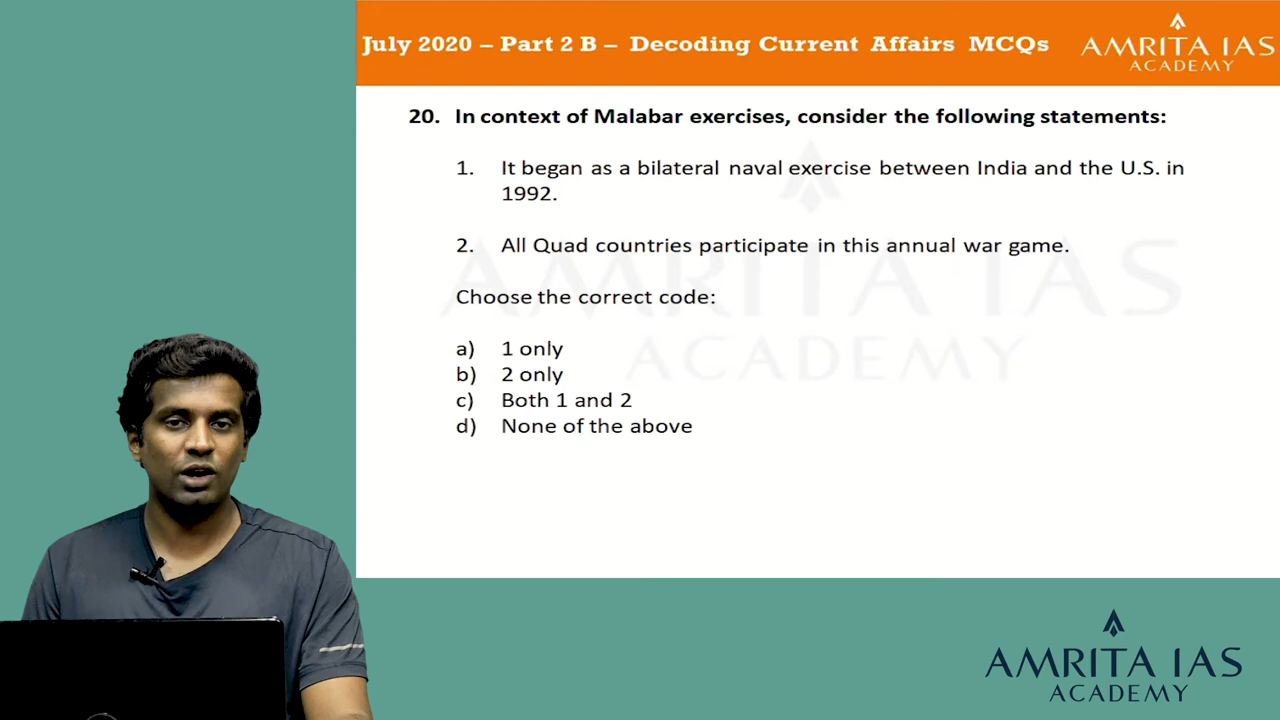 July 2020 – Part 2 B – Decoding Current Affairs MCQs
AMRITA IAS
ACADEMY
20. In context of Malabar exercises, consider the following statements:
1. It began as a bilateral naval exercise between India and the U.S. in
1992.
2. All Quad countries participate in this annual war game.
Choose the correct code:
a) 1 only
b) 2 only
c) Both 1 and 2
d) None of the above
AMRITA IAS
ACADEMY
AMRITA IAS
ACADEMY